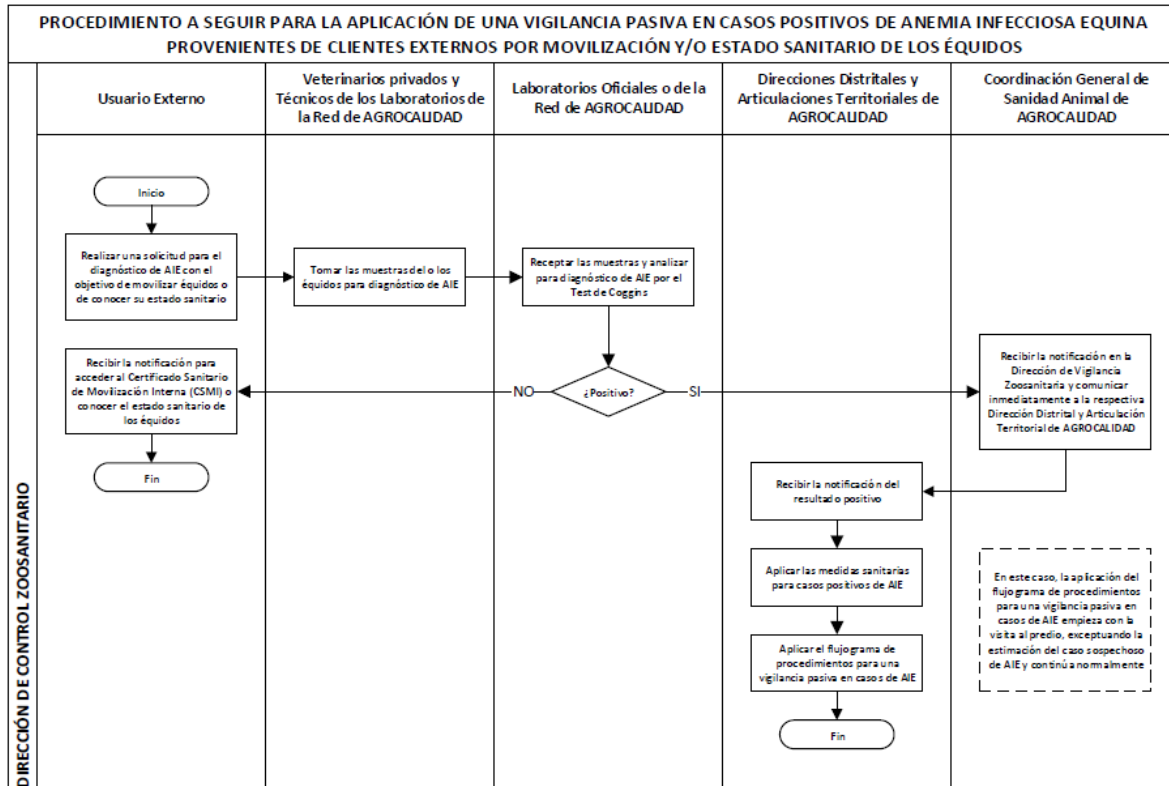 PROCEDIMIENTO A SEGUIR PARA LA APLICACIÓN DE UNA VIGILANCIA PASIVA EN CASOS POSITIVOS DE ANEMIA INFECCIOSA EQUINA
PROVENIENTES DE CLIENTES EXTERNOS POR MOVILIZACIÓN Y/O ESTADO SANITARIO DE LOS ÉQUIDOS
Usuario Externo
Veterinarios privados y
Técnicos de los Laboratorios de
la Red de AGROCALIDAD
Laboratorios Oficiales o de la
Red de AGROCALIDAD
Direcciones Distritales y
Articulaciones Territoriales de
AGROCALIDAD
Coordinación General de
Sanidad Animal de
AGROCALIDAD
DIRECCIÓN DE CONTROL ZOOSANITARIO
Inicio
Realizar una solicitud para el
diagnóstico de AIE con el
objetivo de movilizar équidos o
de conocer su estado sanitario
Tomar las muestras del o los
équidos para diagnóstico de AIE
Receptar las muestras y analizar
para diagnóstico de AIE por el
Test de Coggins
Recibir la notificación para
acceder al Certificado Sanitario
de Movilización Interna (CSMI) o
conocer el estado sanitario de
los équidos
NO
¿Positivo?
SI
Recibir la notificación en la
Dirección de Vigilancia
Zoosanitaria y comunicar
inmediatamente a la respectiva
Dirección Distrital y Articulación
Territorial de AGROCALIDAD
Fin
Recibir la notificación del
resultado positivo
Aplicar las medidas sanitarias
para casos positivos de AIE
Aplicar el flujograma de
procedimientos para una
vigilancia pasiva en casos de AIE
Fin
En este caso, la aplicación del
flujograma de procedimientos
para una vigilancia pasiva en
casos de AIE empieza con la
visita al predio, exceptuando la
estimación del caso sospechoso
de AIE y continúa normalmente